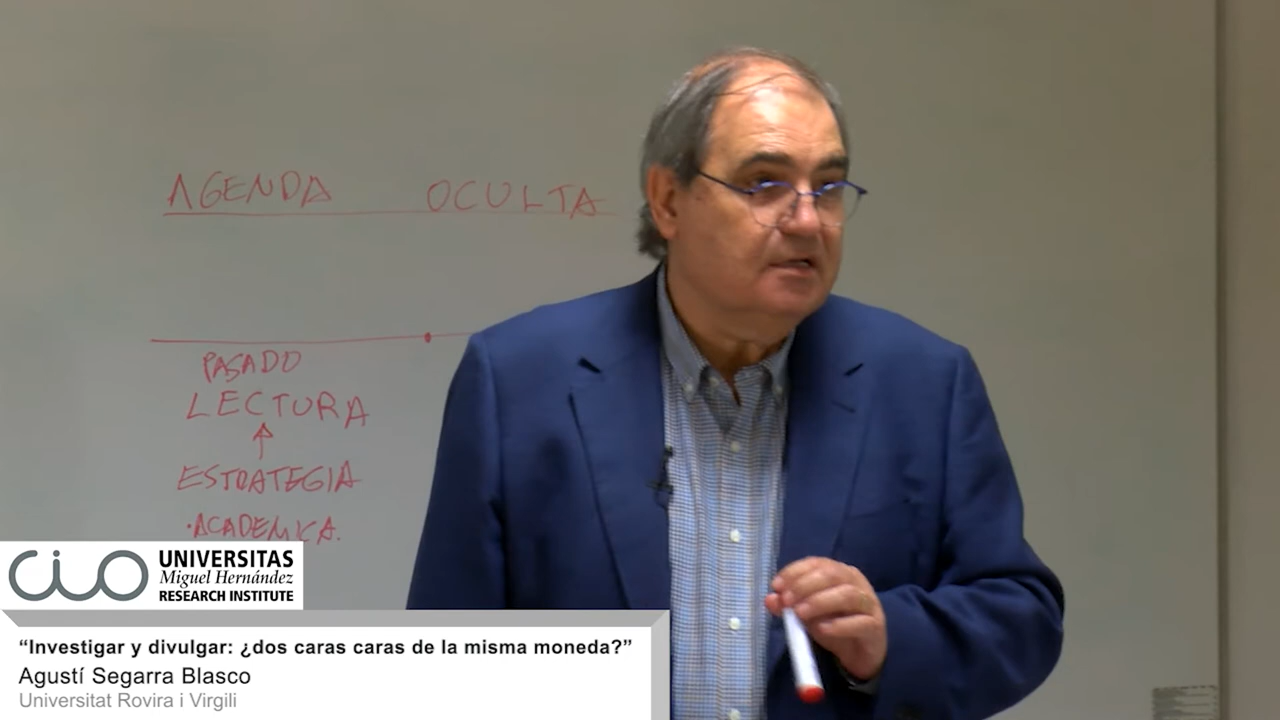 AGENDA OCULTA
PASADO
LECTURA
ESTRATEGIA
·ACADEMICA.
CIO
UNIVERSITAS
Miguel Hernández
RESEARCH INSTITUTE
“Investigar y divulgar: ¿dos caras caras de la misma moneda?”
Agustí Segarra Blasco
Universitat Rovira i Virgili